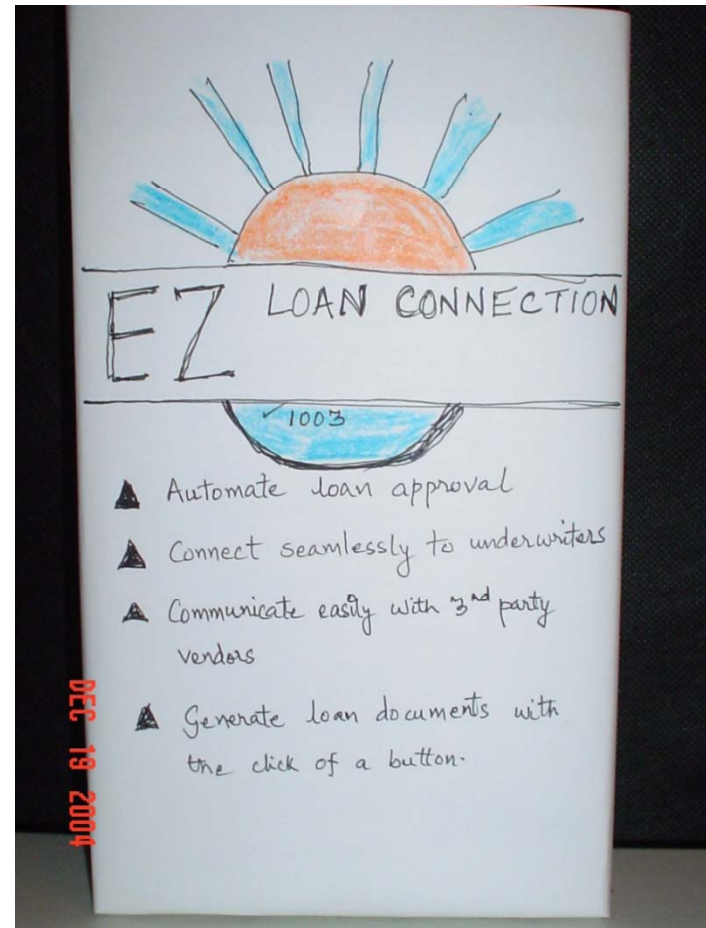 EZ LOAN CONNECTION
✓1003
▲ Automate loan approval
▲ Connect seamlessly to underwriters
▲ Communicate easily with 3nd party
vendors
▲ Generate loan documents with
the click of a button.
DEC 19 2004